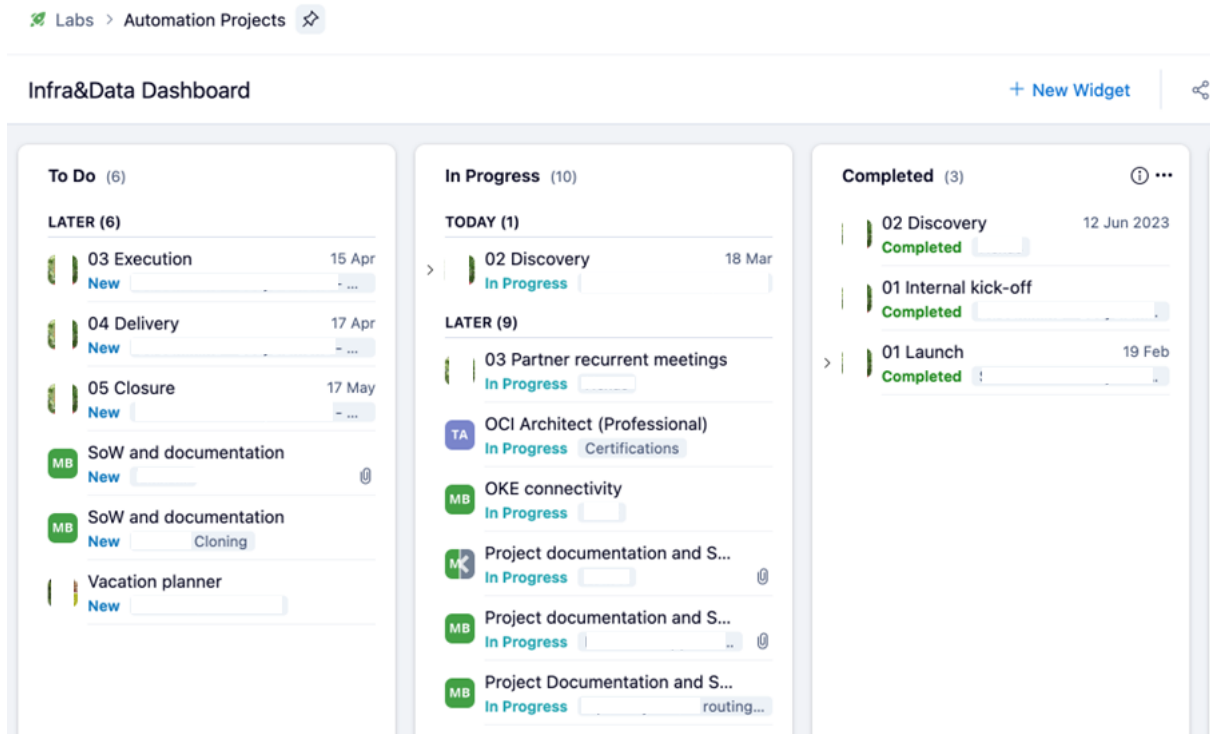 Labs > Automation Projects
Infra&Data Dashboard
+ New Widget
To Do (6)
LATER (6)
03 Execution 15 Apr
New - ...
04 Delivery 17 Apr
New - ...
05 Closure 17 May
New - ...
MB SoW and documentation
New
MB SoW and documentation
New Cloning
Vacation planner
New
In Progress (10)
TODAY (1)
02 Discovery 18 Mar
In Progress
LATER (9)
03 Partner recurrent meetings
In Progress
TA OCI Architect (Professional)
In Progress Certifications
MB OKE connectivity
In Progress
Project documentation and S...
In Progress
MB Project documentation and S...
In Progress ..
MB Project Documentation and S...
In Progress routing...
Completed (3)
02 Discovery 12 Jun 2023
Completed
01 Internal kick-off
Completed
01 Launch 19 Feb
Completed